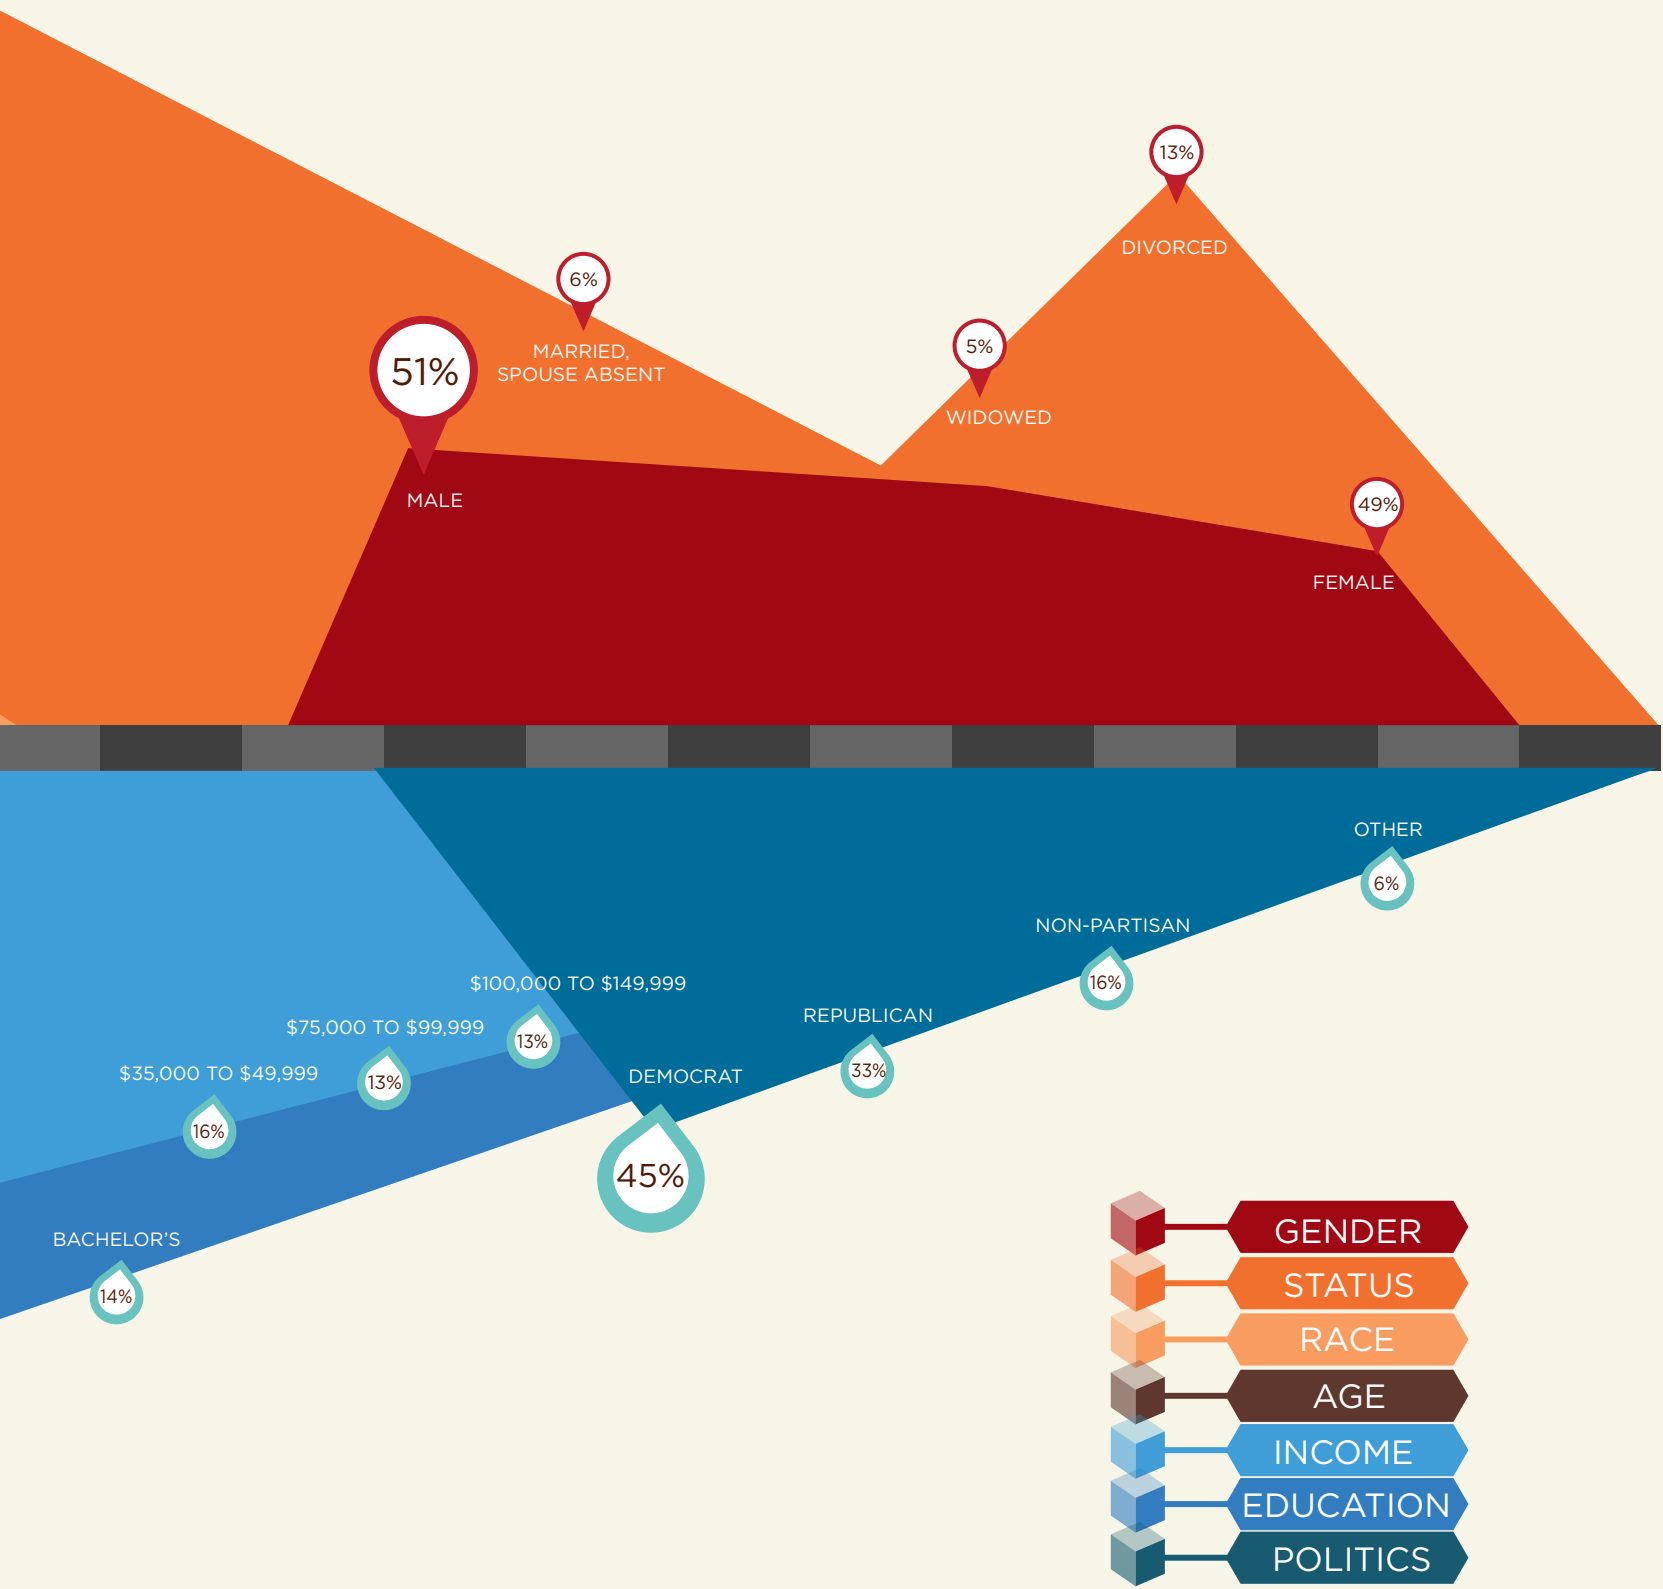 13%
DIVORCED
6%
MARRIED,
SPOUSE ABSENT
51%
MALE
5%
WIDOWED
49%
FEMALE
OTHER
6%
NON-PARTISAN
16%
REPUBLICAN
33%
DEMOCRAT
45%
$100,000 TO $149,999
13%
$75,000 TO $99,999
13%
$35,000 TO $49,999
16%
BACHELOR’S
14%
GENDER
STATUS
RACE
AGE
INCOME
EDUCATION
POLITICS